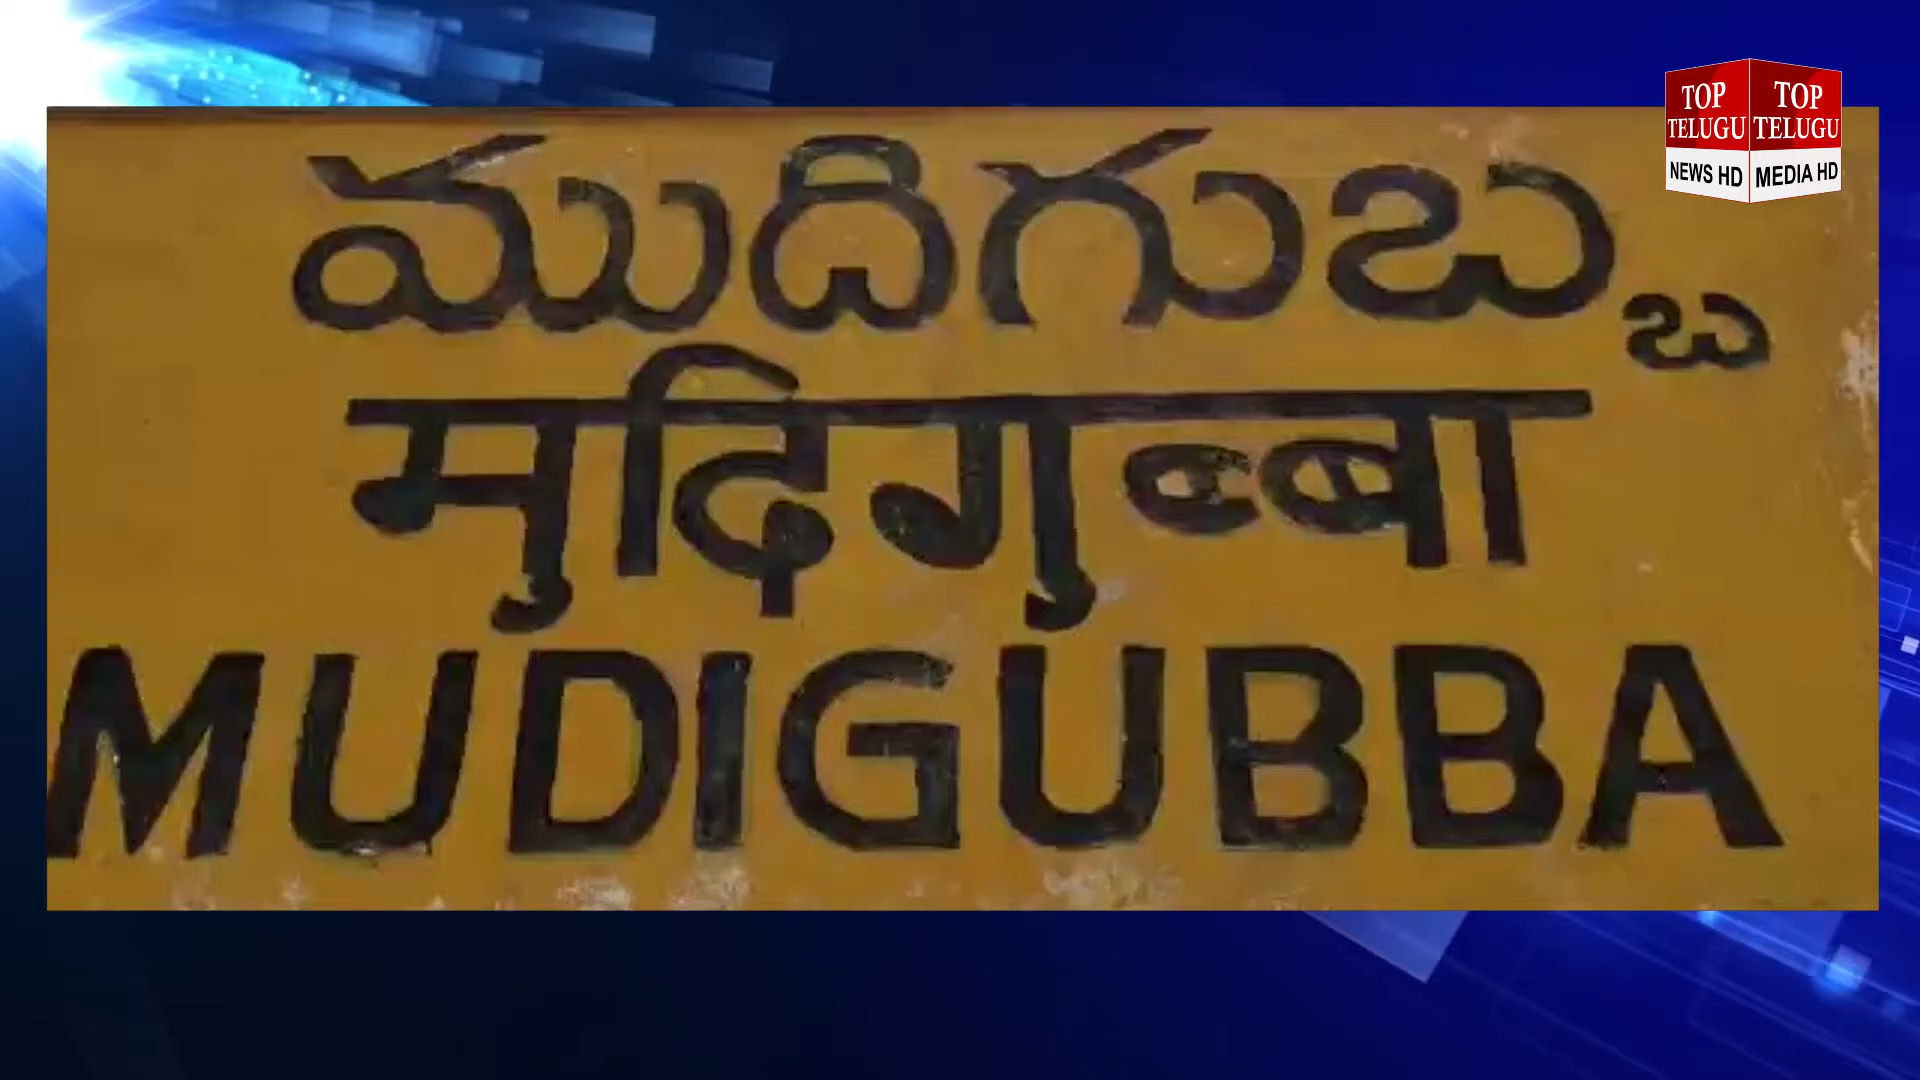 TOP TELUGU NEWS HD
TOP TELUGU MEDIA HD
ముదిగుబ్బ
मुदिगुब्बा
MUDIGUBBA